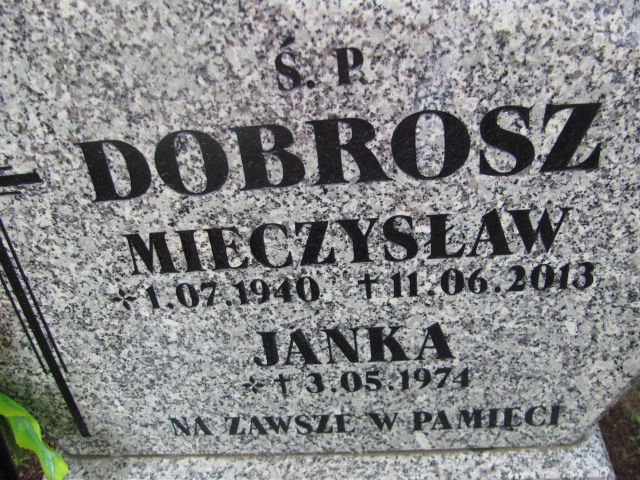 Ś. P.
DOBROSZ
MIECZYSŁAW
* 1.07.1940 † 11.06.2013
JANKA
* † 3.05.1974
NA ZAWSZE W PAMIĘCI